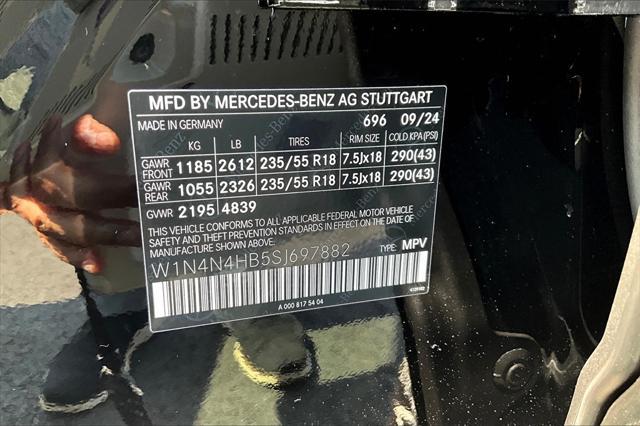 MFD BY MERCEDES-BENZ AG STUTTGART
MADE IN GERMANY 696 09/24
KG LB TIRES RIM SIZE COLD KPA (PSI)
GAWR FRONT 1185 2612 235/55 R18 7.5Jx18 290(43)
GAWR REAR 1055 2326 235/55 R18 7.5Jx18 290(43)
GVWR 2195 4839
THIS VEHICLE CONFORMS TO ALL APPLICABLE FEDERAL MOTOR VEHICLE
SAFETY AND THEFT PREVENTION STANDARDS IN EFFECT ON THE DATE OF
MANUFACTURE SHOWN ABOVE.
W1N4N4HB5SJ697882 TYPE: MPV
A 000 817 54 04